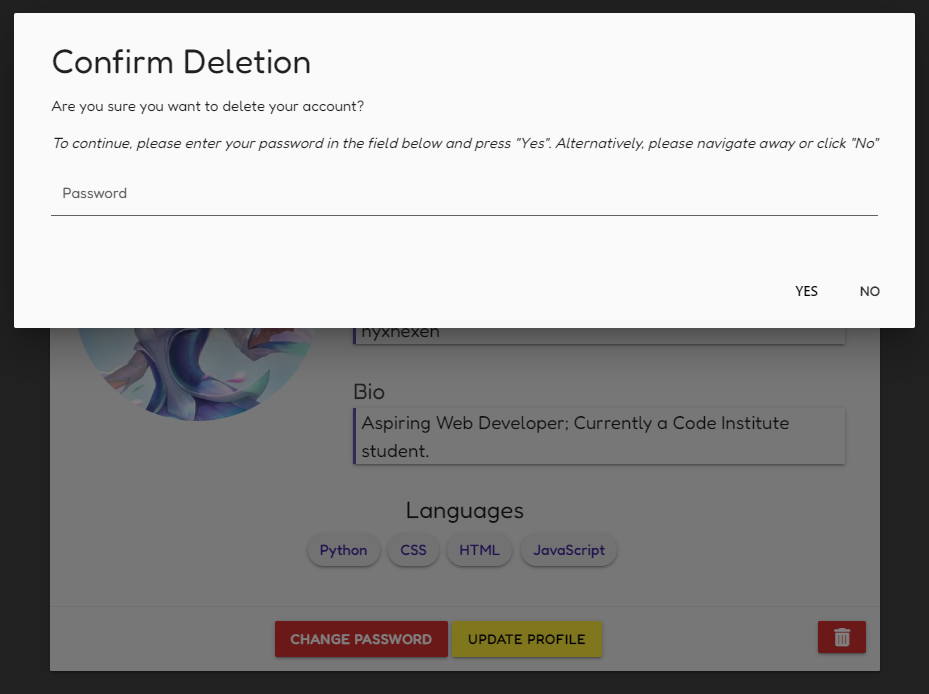 Confirm Deletion
Are you sure you want to delete your account?
To continue, please enter your password in the field below and press "Yes". Alternatively, please navigate away or click "No"
Password
YES NO
nyxhexeh
Bio
Aspiring Web Developer; Currently a Code Institute
student.
Languages
Python CSS HTML JavaScript
CHANGE PASSWORD UPDATE PROFILE